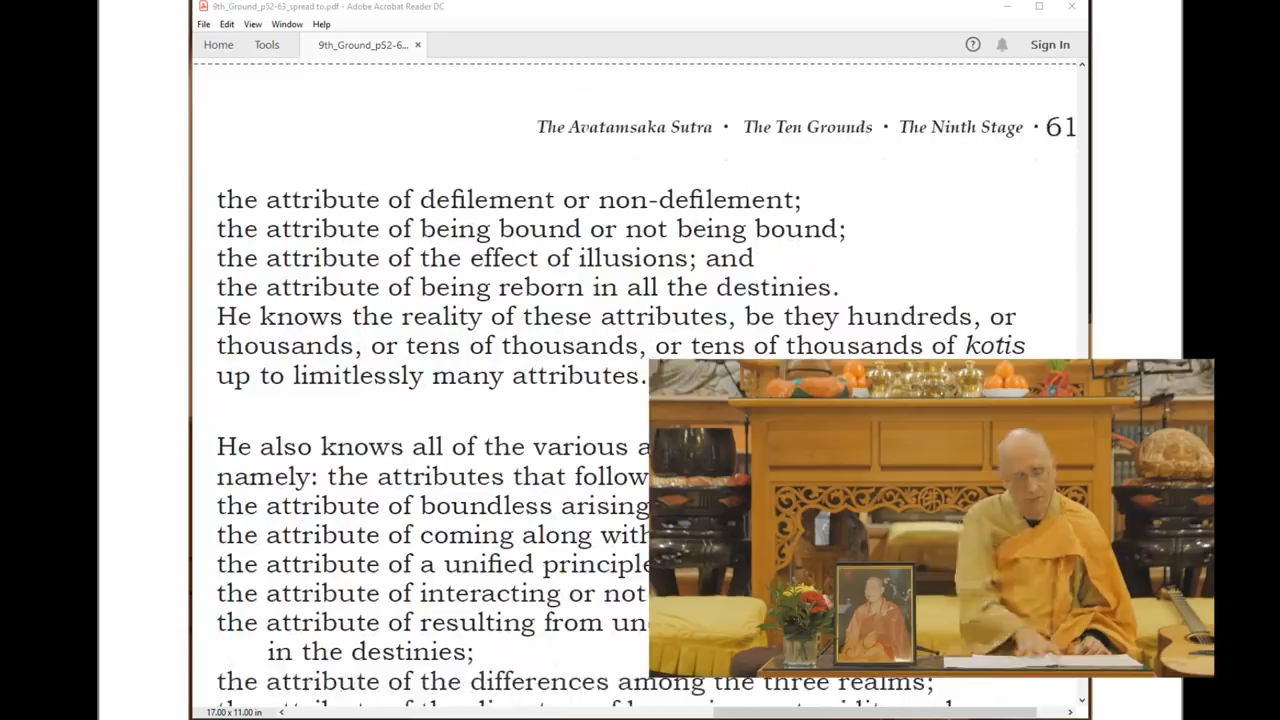 9th_Ground_p52-63_spread to.pdf - Adobe Acrobat Reader DC
File Edit View Window Help
Home Tools 9th_Ground_p52-6... × Sign In
The Avatamsaka Sutra • The Ten Grounds • The Ninth Stage • 61
the attribute of defilement or non-defilement;
the attribute of being bound or not being bound;
the attribute of the effect of illusions; and
the attribute of being reborn in all the destinies.
He knows the reality of these attributes, be they hundreds, or
thousands, or tens of thousands, or tens of thousands of kotis
up to limitlessly many attributes.
He also knows all of the various
namely: the attributes that follow
the attribute of boundless arising
the attribute of coming along with
the attribute of a unified principle
the attribute of interacting or not
the attribute of resulting from
in the destinies;
the attribute of the differences among the three realms;
17.00 x 11.00 in